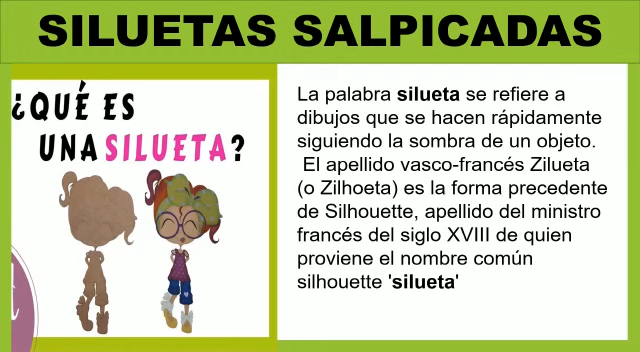 SILUETAS SALPICADAS
¿QUÉ ES
UNA SILUETA?
La palabra silueta se refiere a
dibujos que se hacen rápidamente
siguiendo la sombra de un objeto.
El apellido vasco-francés Zilueta
(o Zilhoeta) es la forma precedente
de Silhouette, apellido del ministro
francés del siglo XVIII de quien
proviene el nombre común
silhouette 'silueta'